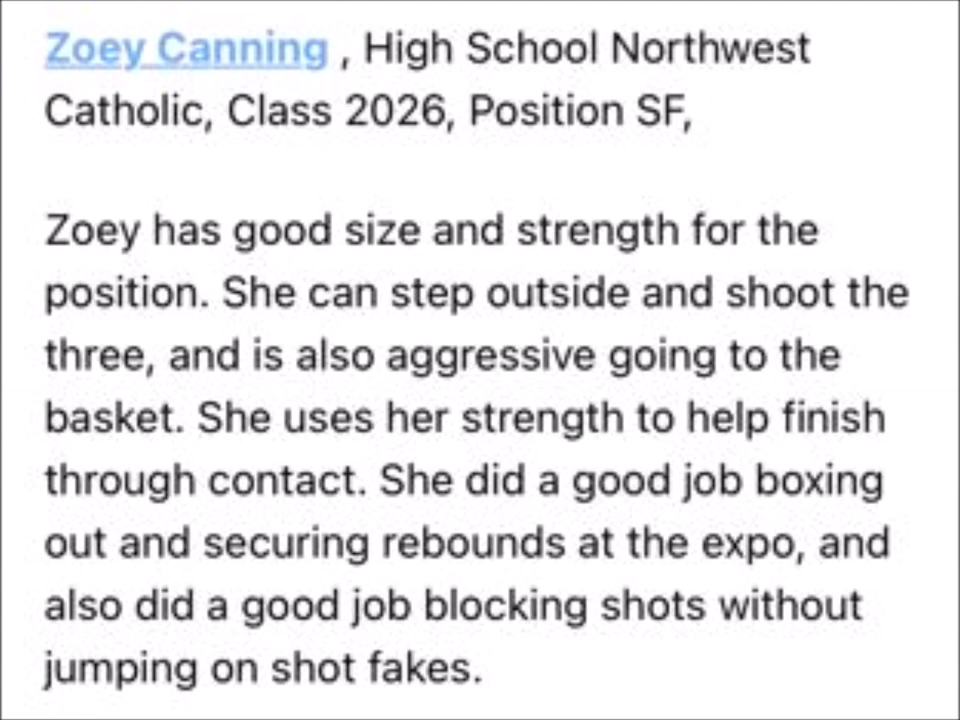 Zoey Canning , High School Northwest
Catholic, Class 2026, Position SF,
Zoey has good size and strength for the
position. She can step outside and shoot the
three, and is also aggressive going to the
basket. She uses her strength to help finish
through contact. She did a good job boxing
out and securing rebounds at the expo, and
also did a good job blocking shots without
jumping on shot fakes.